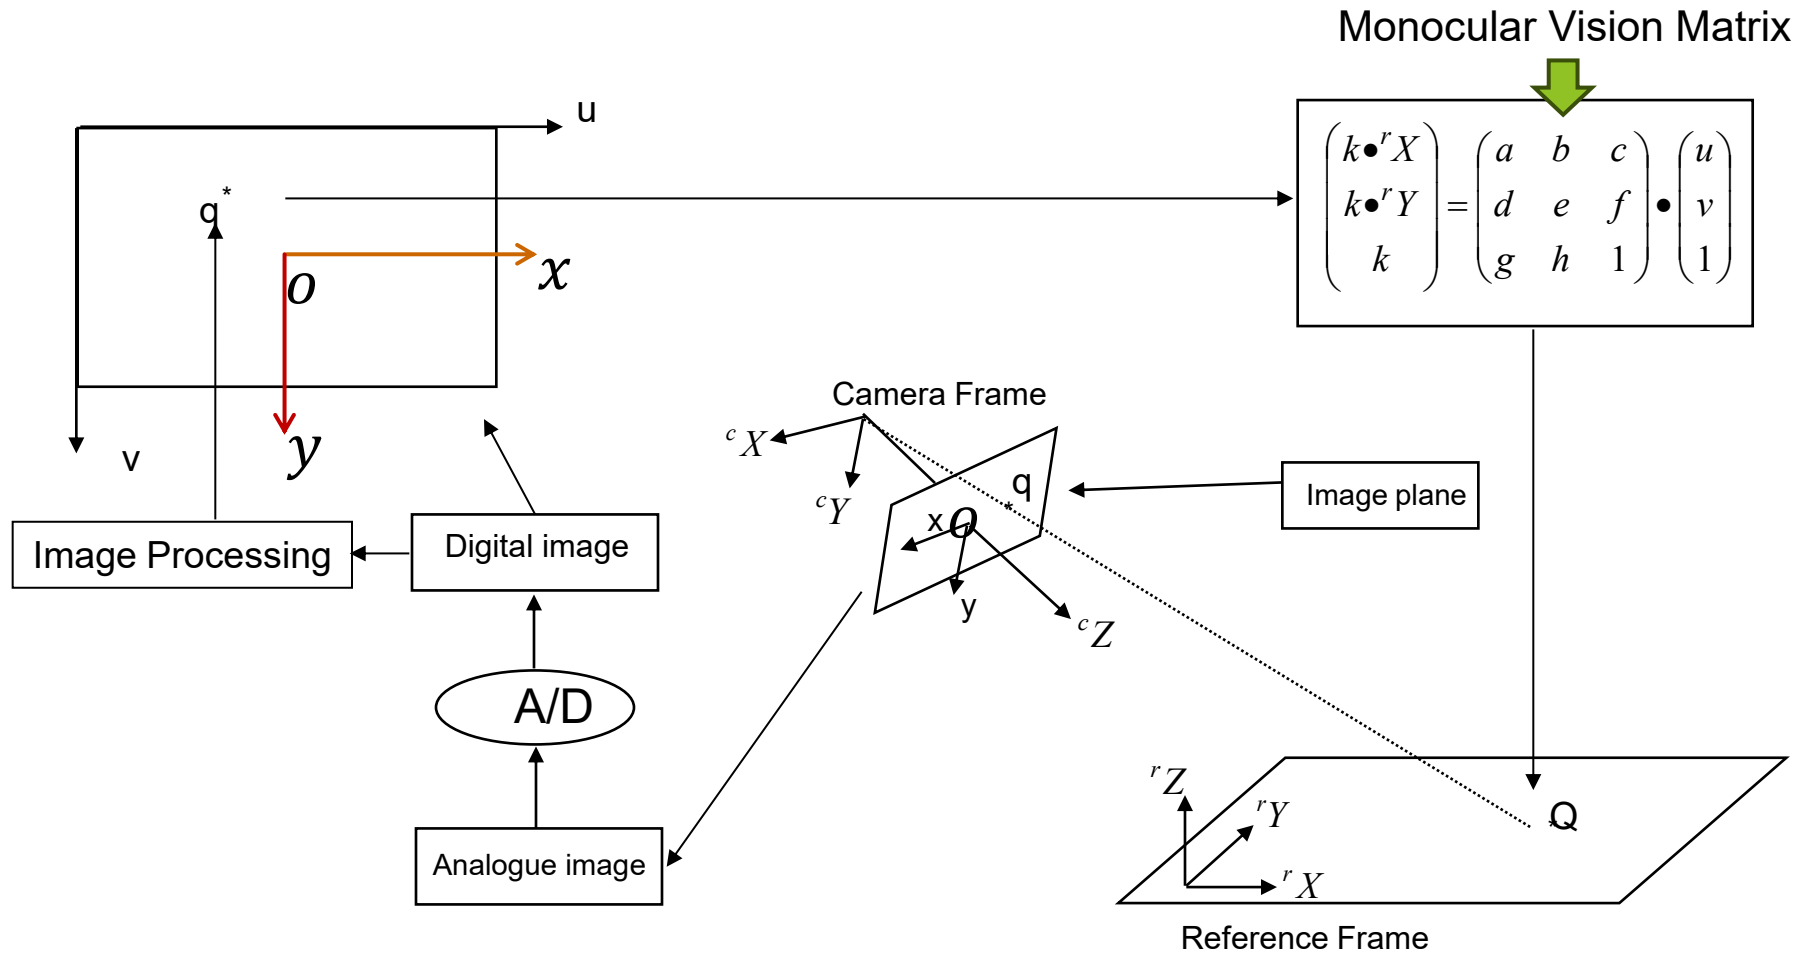 Monocular Vision Matrix
u
k•ʳX a b c u
k•ʳY = d e f • v
k g h 1 1
q*
x
o
y
v
Camera Frame
ᶜX
ᶜY
q
*
Image plane
x o
y
ᶜZ
Image Processing
Digital image
A/D
Analogue image
ʳZ
ʳY
*Q
ʳX
Reference Frame